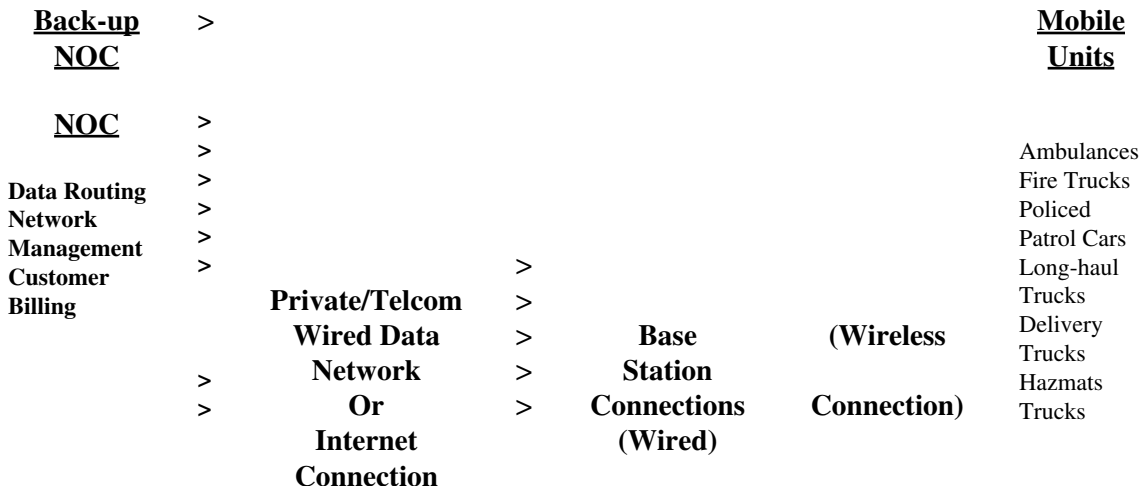 Back-up
NOC
>
NOC
>
>
>
>
>
>
Data Routing
Network
Management
Customer
Billing
>
>
Private/Telcom
Wired Data
Network
Or
Internet
Connection
>
>
>
>
>
Base
Station
Connections
(Wired)
(Wireless
Connection)
Mobile
Units
Ambulances
Fire Trucks
Policed
Patrol Cars
Long-haul
Trucks
Delivery
Trucks
Hazmats
Trucks